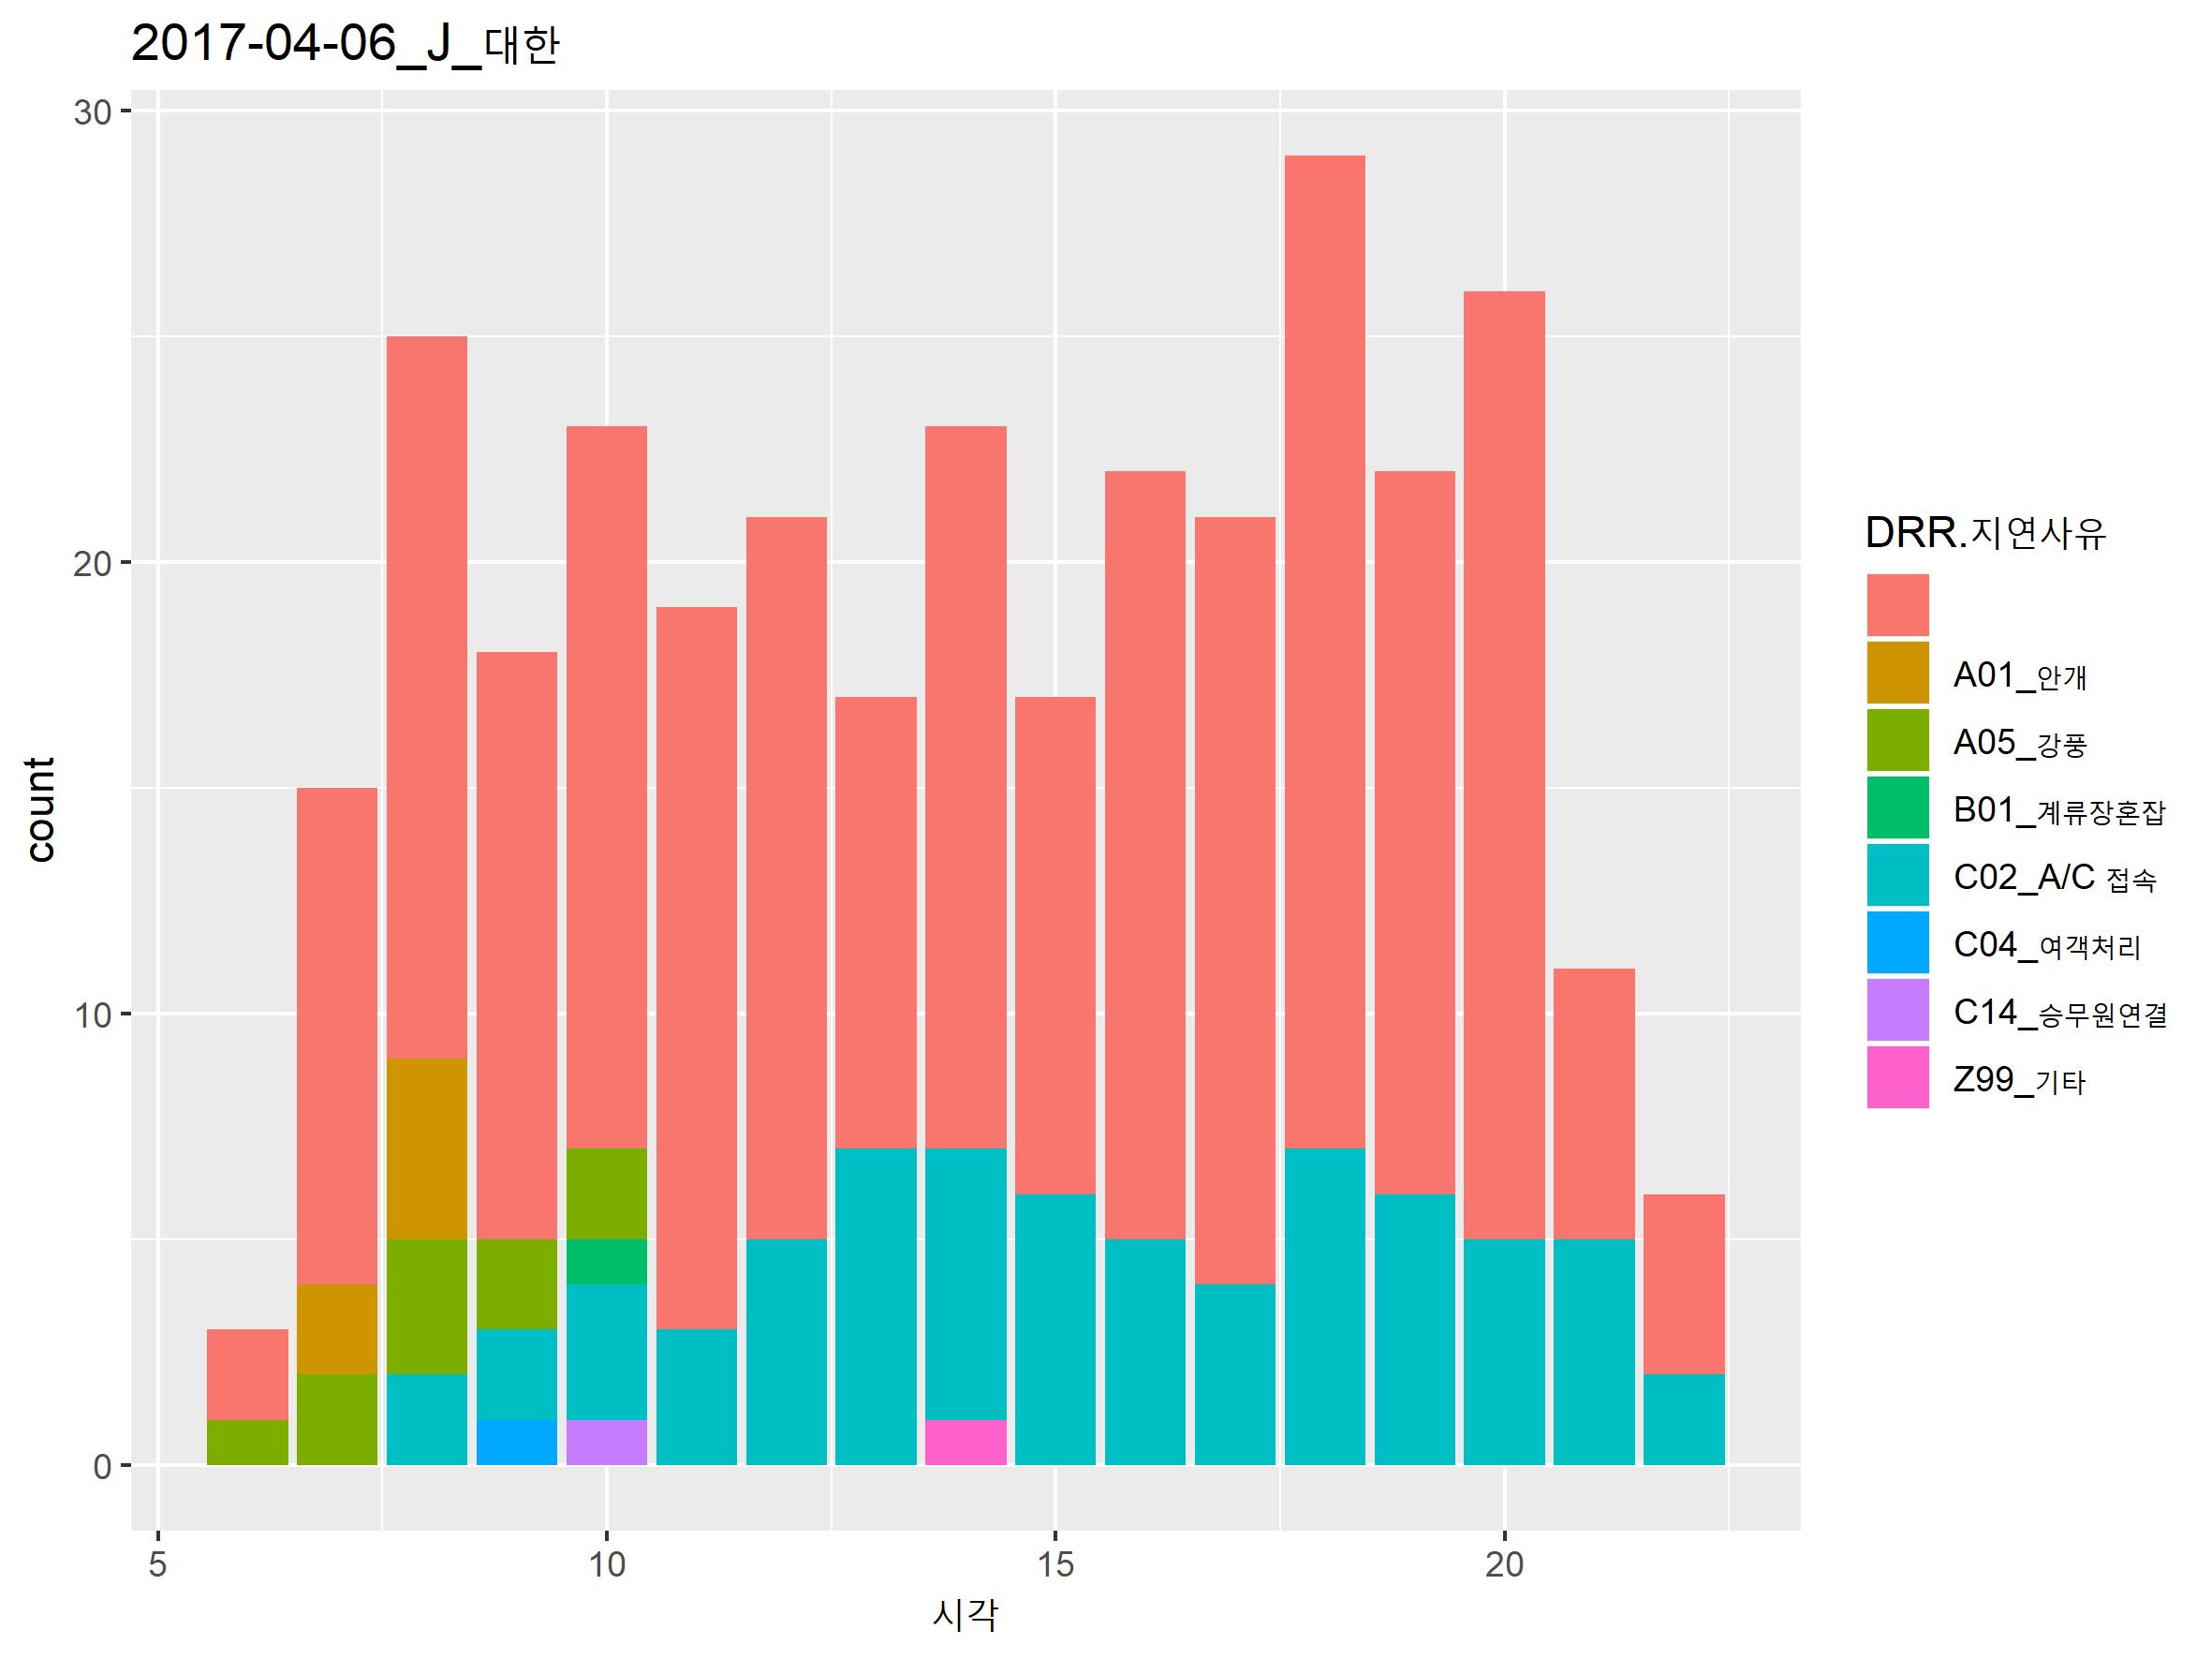 2017-04-06_J_대한
30
20
10
0
count
5 10 15 20
시각
DRR.지연사유
A01_안개
A05_강풍
B01_계류장혼잡
C02_A/C 접속
C04_여객처리
C14_승무원연결
Z99_기타